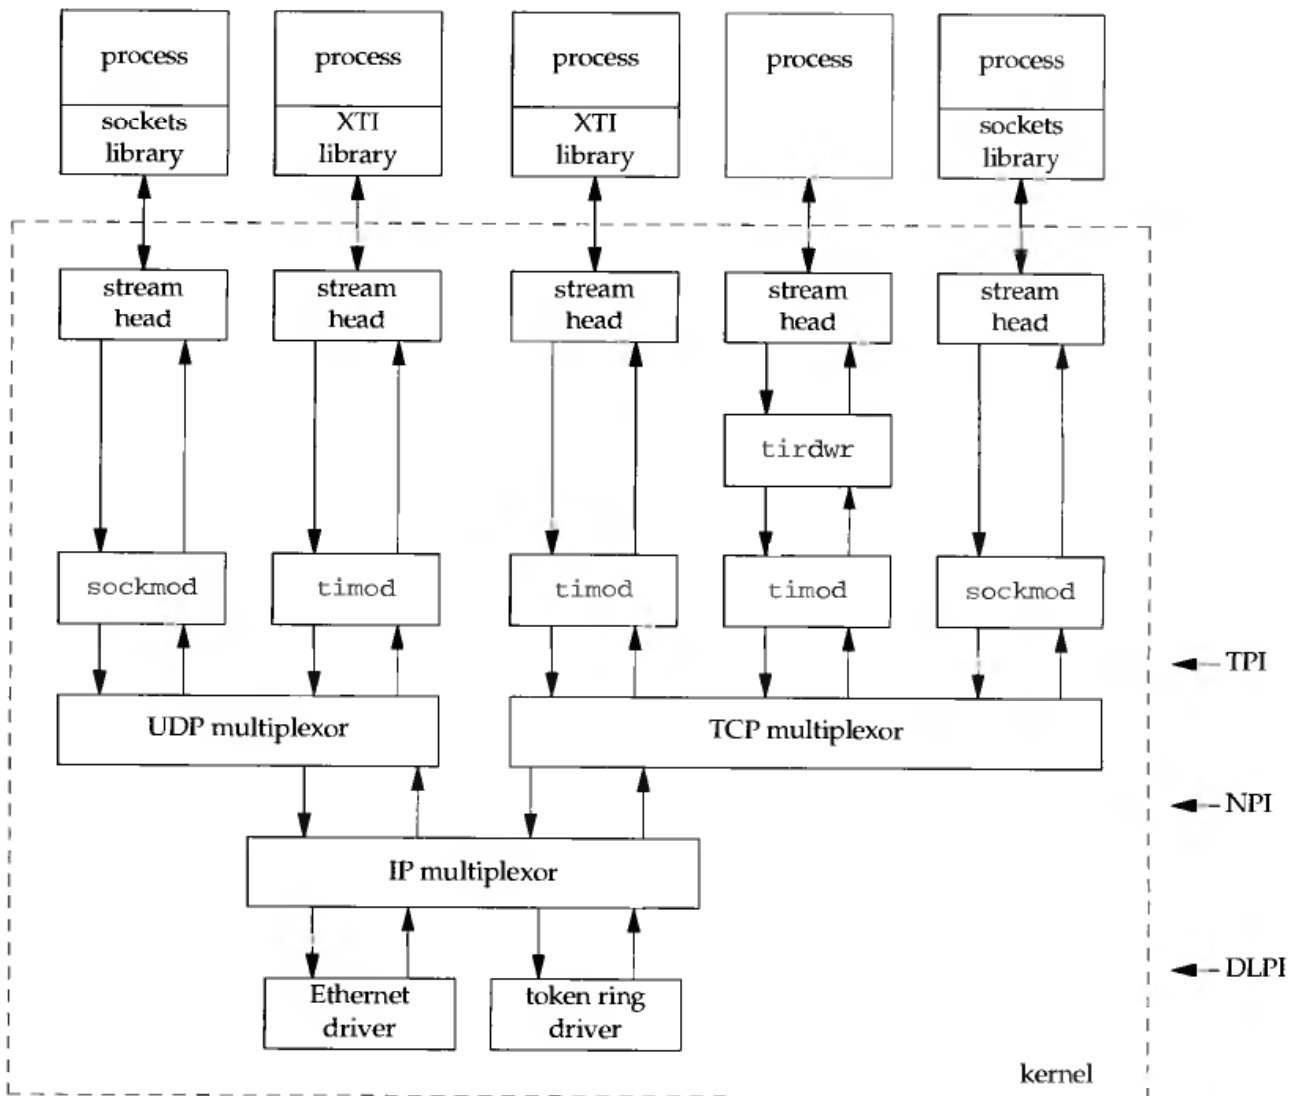 process
process
process
process
process
sockets
library
XTI
library
XTI
library
sockets
library
stream
head
stream
head
stream
head
stream
head
stream
head
tirdwr
sockmod
timod
timod
timod
sockmod
TPI
UDP multiplexor
TCP multiplexor
NPI
IP multiplexor
DLPI
Ethernet
driver
token ring
driver
kernel